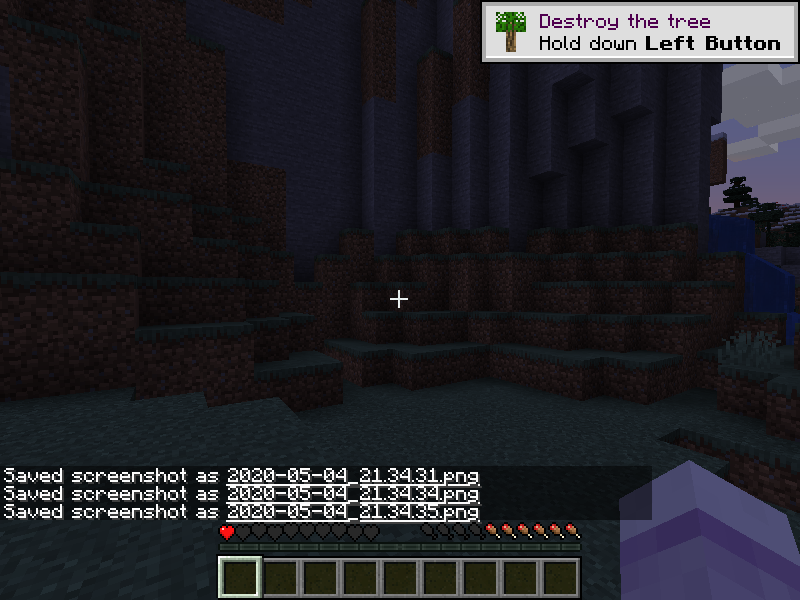 Destroy the tree
Hold down Left Button
Saved screenshot as 2020-05-04_21.34.31.png
Saved screenshot as 2020-05-04_21.34.34.png
Saved screenshot as 2020-05-04_21.34.35.png